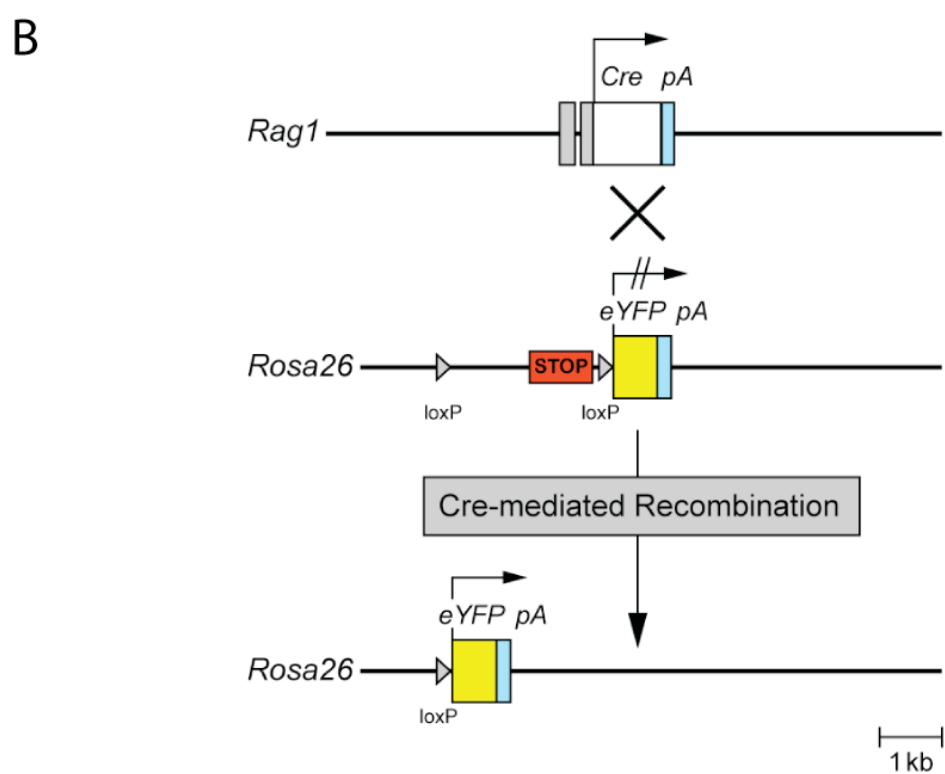 B
Cre pA
Rag1
eYFP pA
Rosa26
STOP
loxP
loxP
Cre-mediated Recombination
eYFP pA
Rosa26
loxP
1 kb